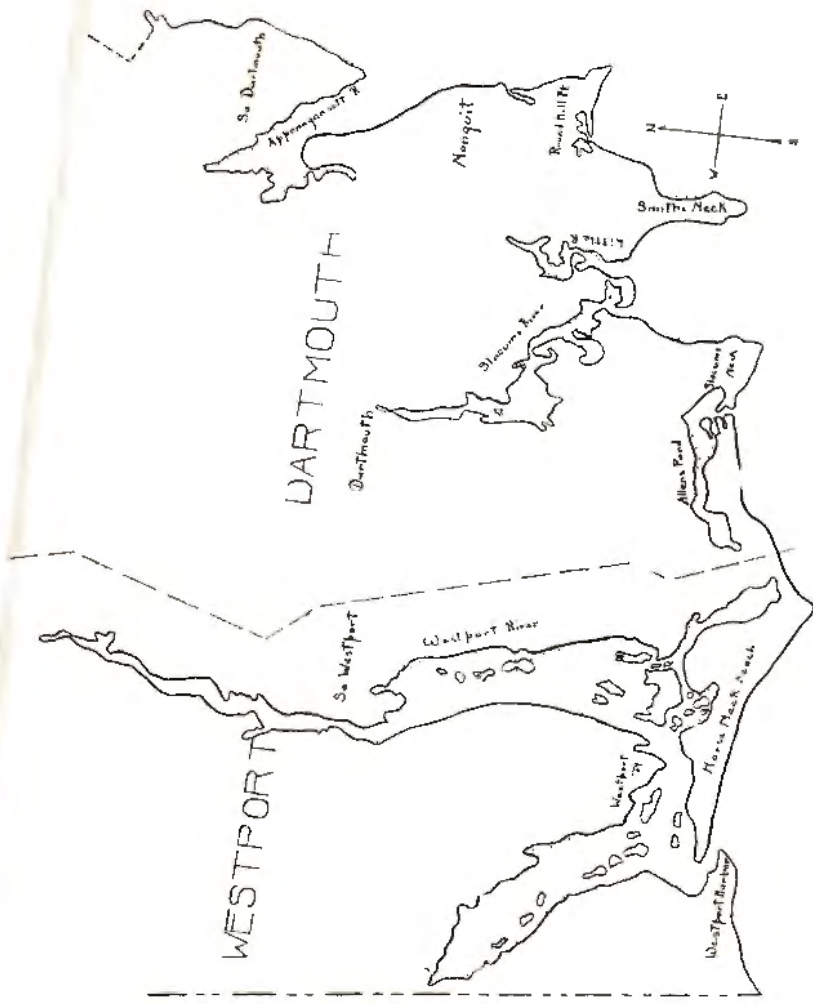 So Dartmouth
Apponagansett R
Nonquit
Round Hill Pt
N
E
W
S
Smiths Neck
Little R
DARTMOUTH
Slocums River
Dartmouth
Slocums
Neck
Allens Pond
So Westport
Westport River
WESTPORT
Westport
Pt
Horse Neck Beach
Westport Harbor